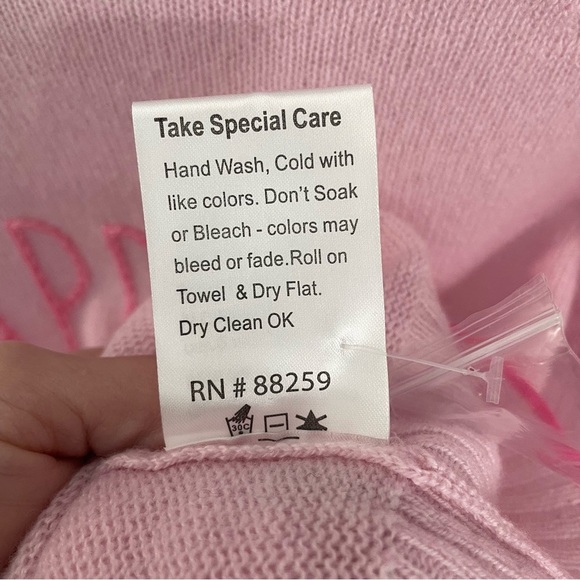 Take Special Care
Hand Wash, Cold with
like colors. Don't Soak
or Bleach - colors may
bleed or fade.Roll on
Towel & Dry Flat.
Dry Clean OK
RN # 88259
30C